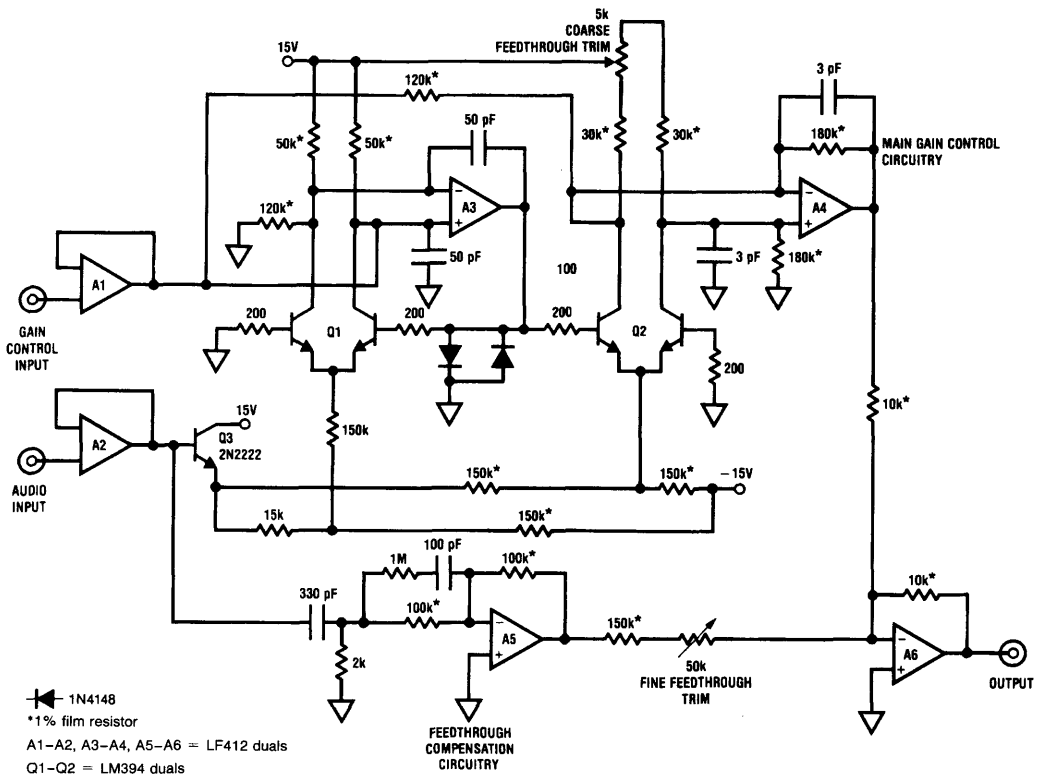 5k
COARSE
FEEDTHROUGH TRIM
15V
120k*
3 pF
50k*
50k*
50 pF
30k*
30k*
180k*
MAIN GAIN CONTROL
CIRCUITRY
A3
A4
120k*
50 pF
3 pF
180k*
A1
100
GAIN
CONTROL
INPUT
200
Q1
200
200
Q2
200
10k*
A2
15V
Q3
2N2222
150k
AUDIO
INPUT
150k*
150k*
−15V
15k
150k*
1M
100 pF
100k*
330 pF
100k*
10k*
2k
A5
150k*
50k
FINE FEEDTHROUGH
TRIM
A6
OUTPUT
FEEDTHROUGH
COMPENSATION
CIRCUITRY
1N4148
*1% film resistor
A1–A2, A3–A4, A5–A6 = LF412 duals
Q1–Q2 = LM394 duals